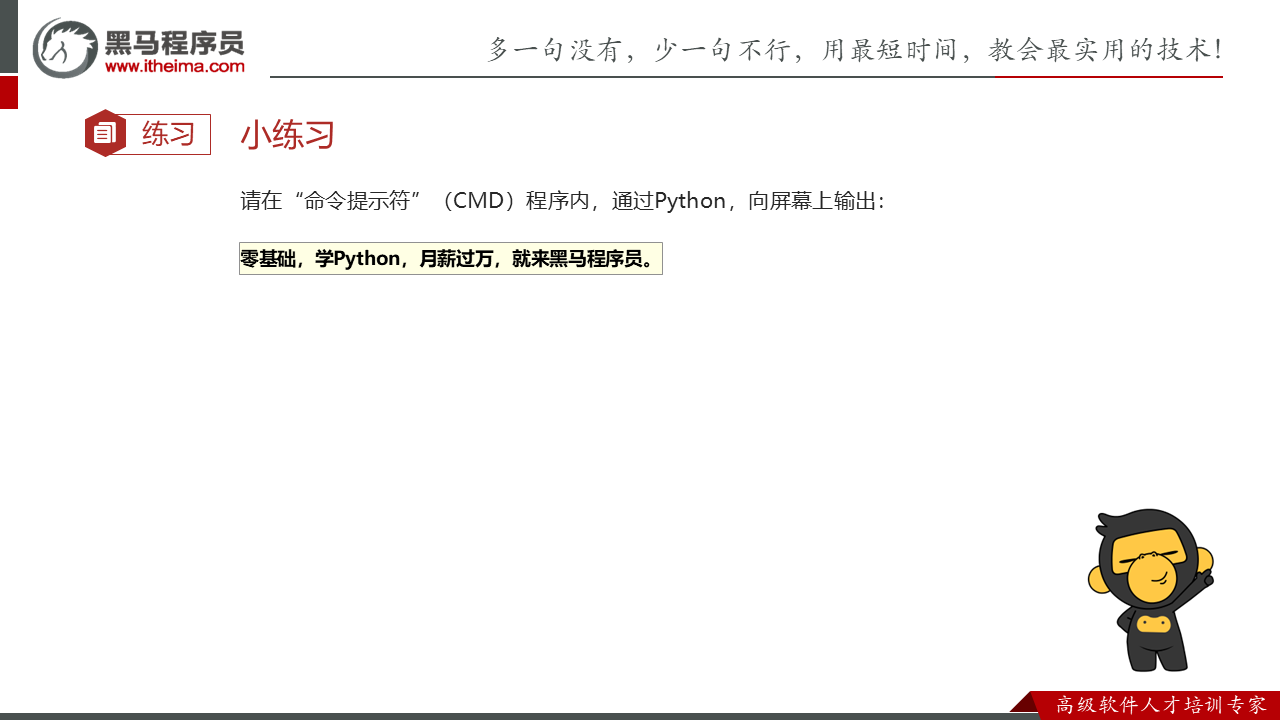 黑马程序员
www.itheima.com
多一句没有，少一句不行，用最短时间，教会最实用的技术！
练习
小练习
请在“命令提示符”（CMD）程序内，通过Python，向屏幕上输出：
零基础，学Python，月薪过万，就来黑马程序员。
高级软件人才培训专家